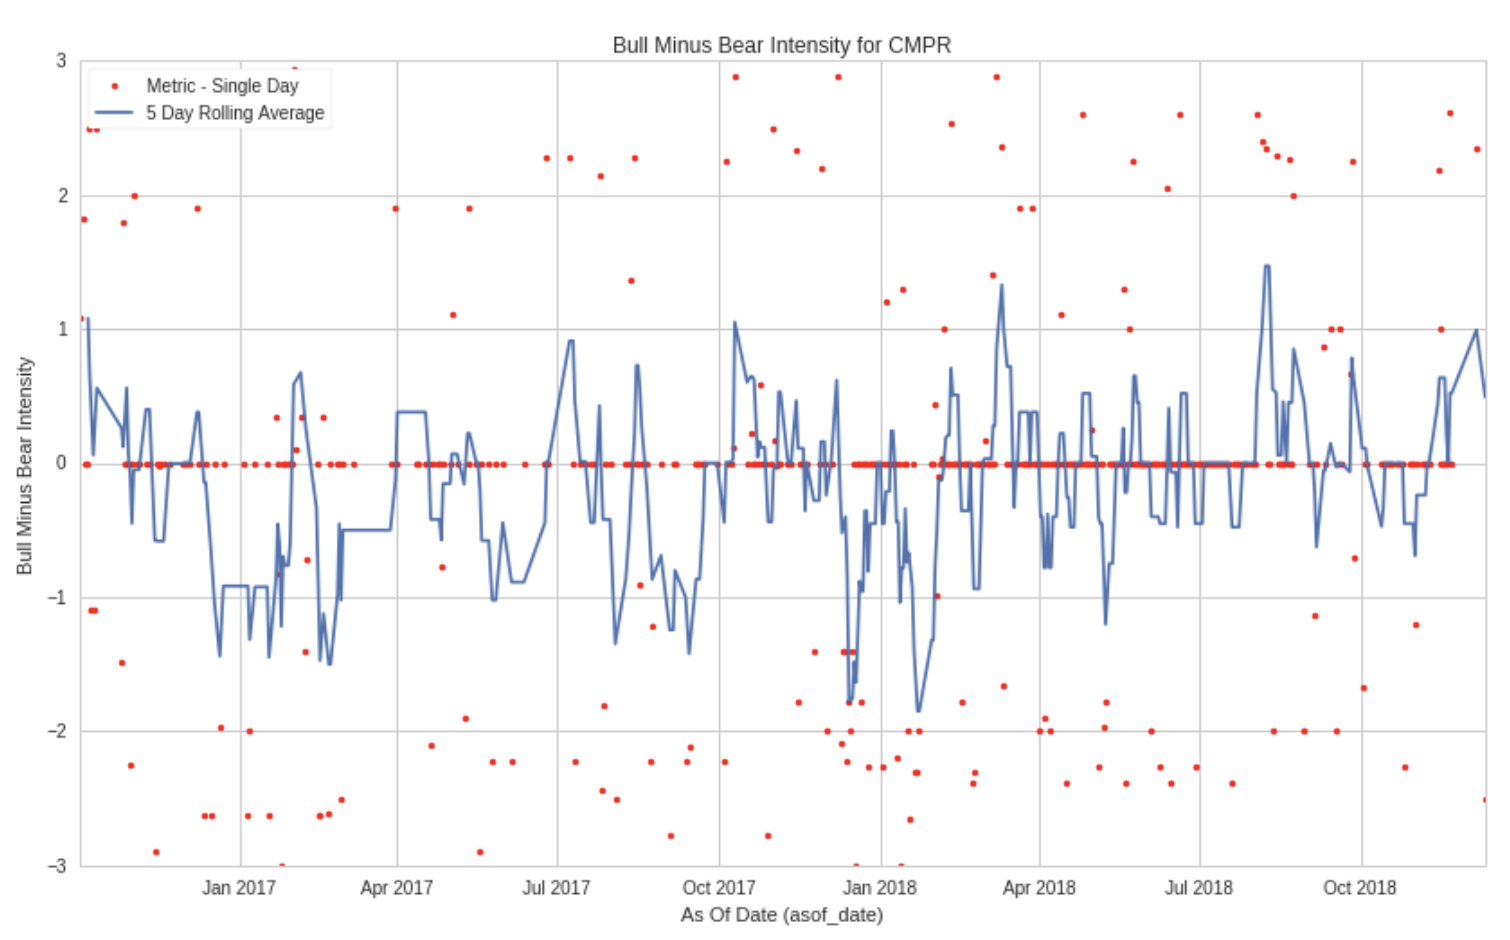 Bull Minus Bear Intensity for CMPR
Metric - Single Day
5 Day Rolling Average
Bull Minus Bear Intensity
3
2
1
0
−1
−2
−3
Jan 2017
Apr 2017
Jul 2017
Oct 2017
Jan 2018
Apr 2018
Jul 2018
Oct 2018
As Of Date (asof_date)